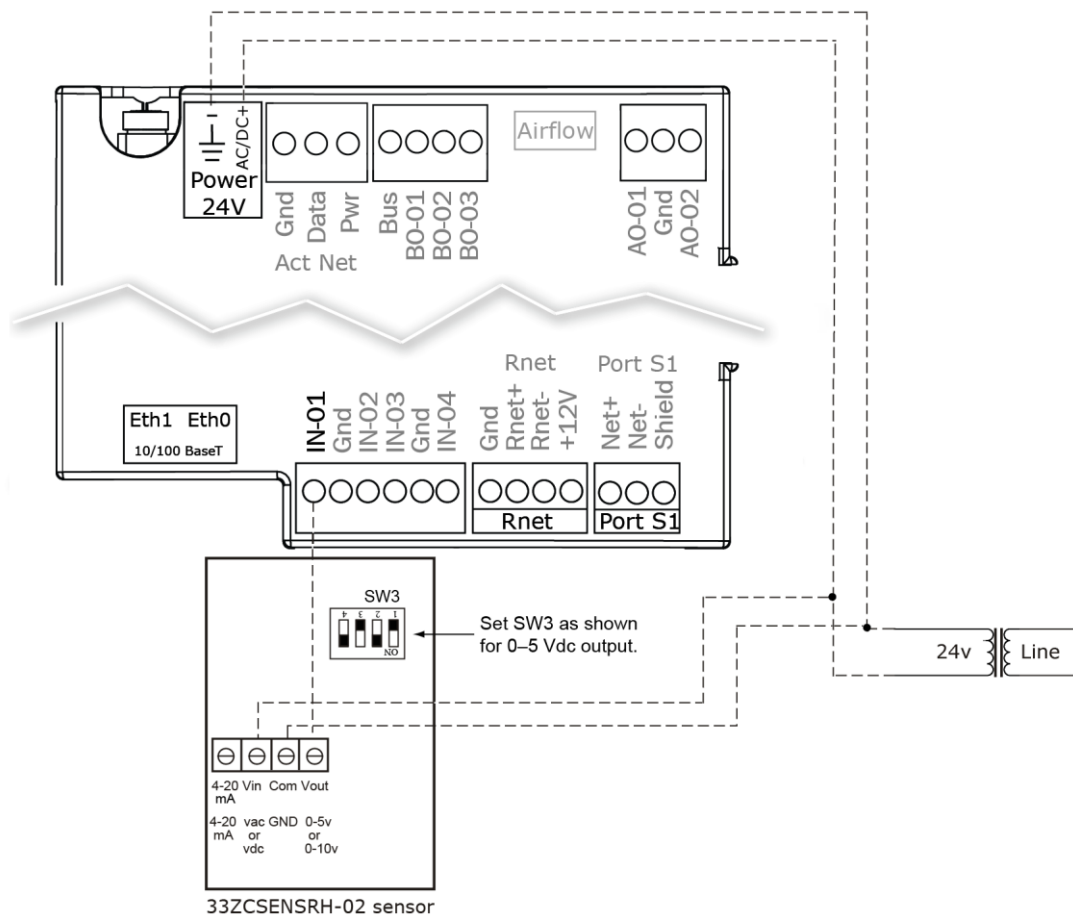 AC/DC+
Power
24V
Gnd
Data
Pwr
Act Net
Bus
BO-01
BO-02
BO-03
Airflow
AO-01
Gnd
AO-02
Eth1 Eth0
10/100 BaseT
IN-01
Gnd
IN-02
IN-03
Gnd
IN-04
Rnet
Gnd
Rnet+
Rnet-
+12V
Port S1
Net+
Net-
Shield
Rnet
Port S1
SW3
4 3 2 1
ON
Set SW3 as shown
for 0–5 Vdc output.
24v
Line
4-20 Vin Com Vout
mA
4-20 vac GND 0-5v
mA or or
vdc 0-10v
33ZCSENSRH-02 sensor